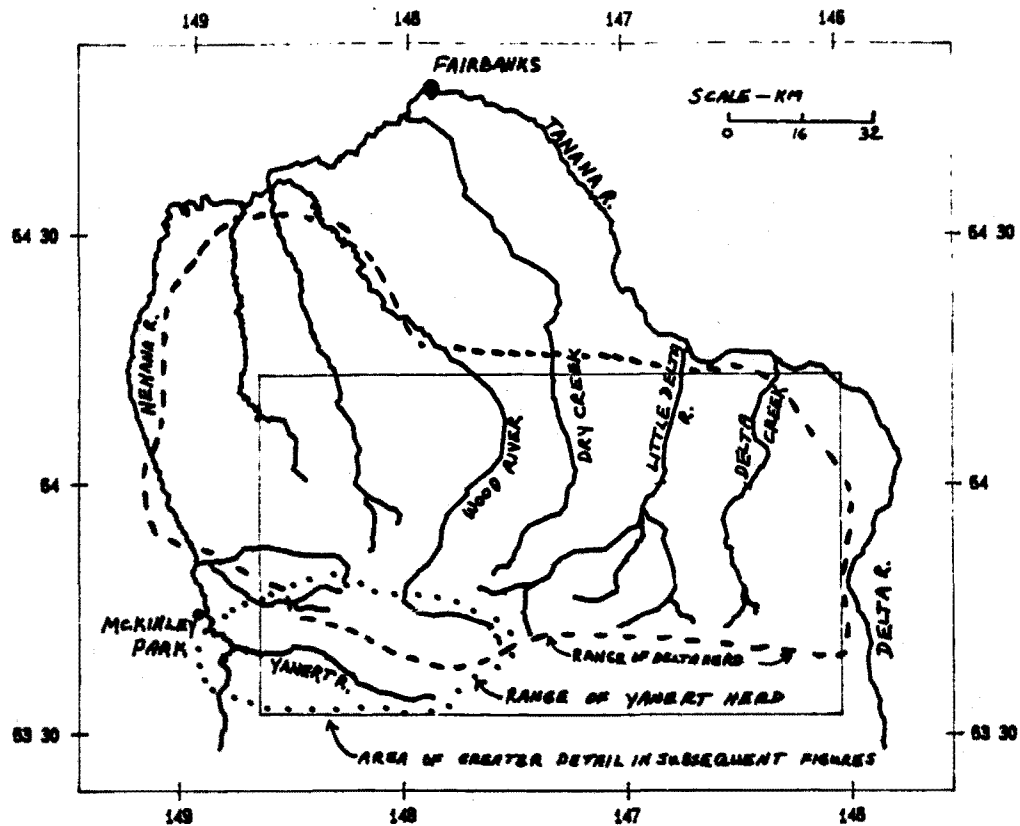 149 148 147 146
FAIRBANKS
SCALE - KM
0 16 32
TANANA R.
64 30 64 30
NENANA R.
DRY CREEK
LITTLE DELTA
R.
DELTA
CREEK
WOOD RIVER
64 64
DELTA R.
MCKINLEY
PARK
RANGE OF DELTA HERD
YANERT R.
RANGE OF YANERT HERD
63 30 63 30
AREA OF GREATER DETAIL IN SUBSEQUENT FIGURES
149 148 147 146